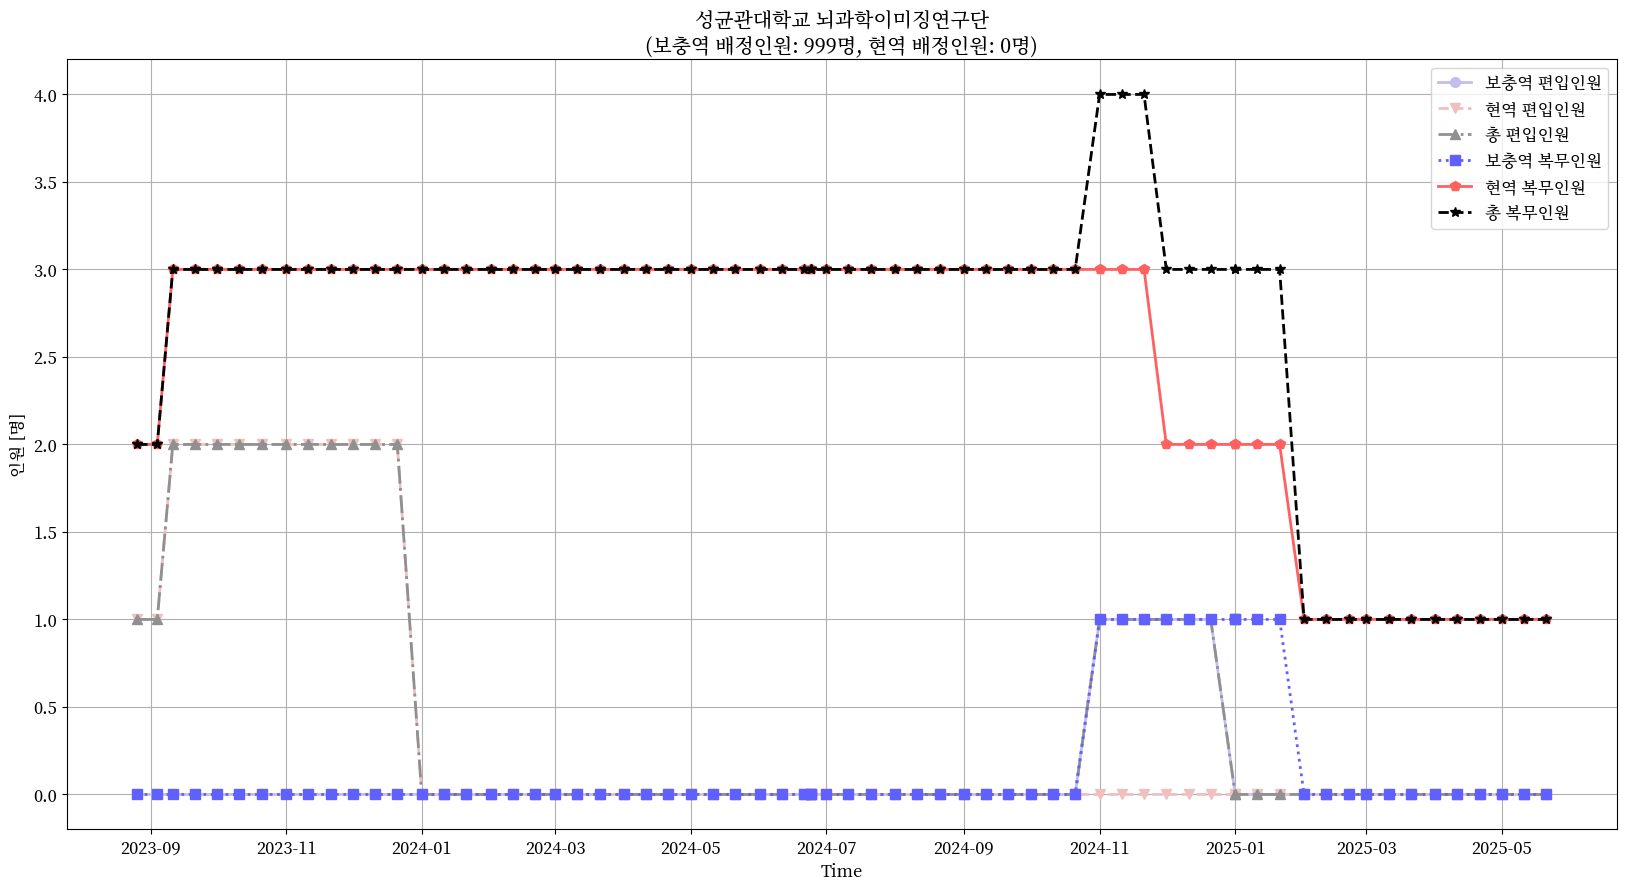 성균관대학교 뇌과학이미징연구단
(보충역 배정인원: 999명, 현역 배정인원: 0명)
보충역 편입인원
현역 편입인원
총 편입인원
보충역 복무인원
현역 복무인원
총 복무인원
인원 [명]
4.0
3.5
3.0
2.5
2.0
1.5
1.0
0.5
0.0
2023-09
2023-11
2024-01
2024-03
2024-05
2024-07
2024-09
2024-11
2025-01
2025-03
2025-05
Time